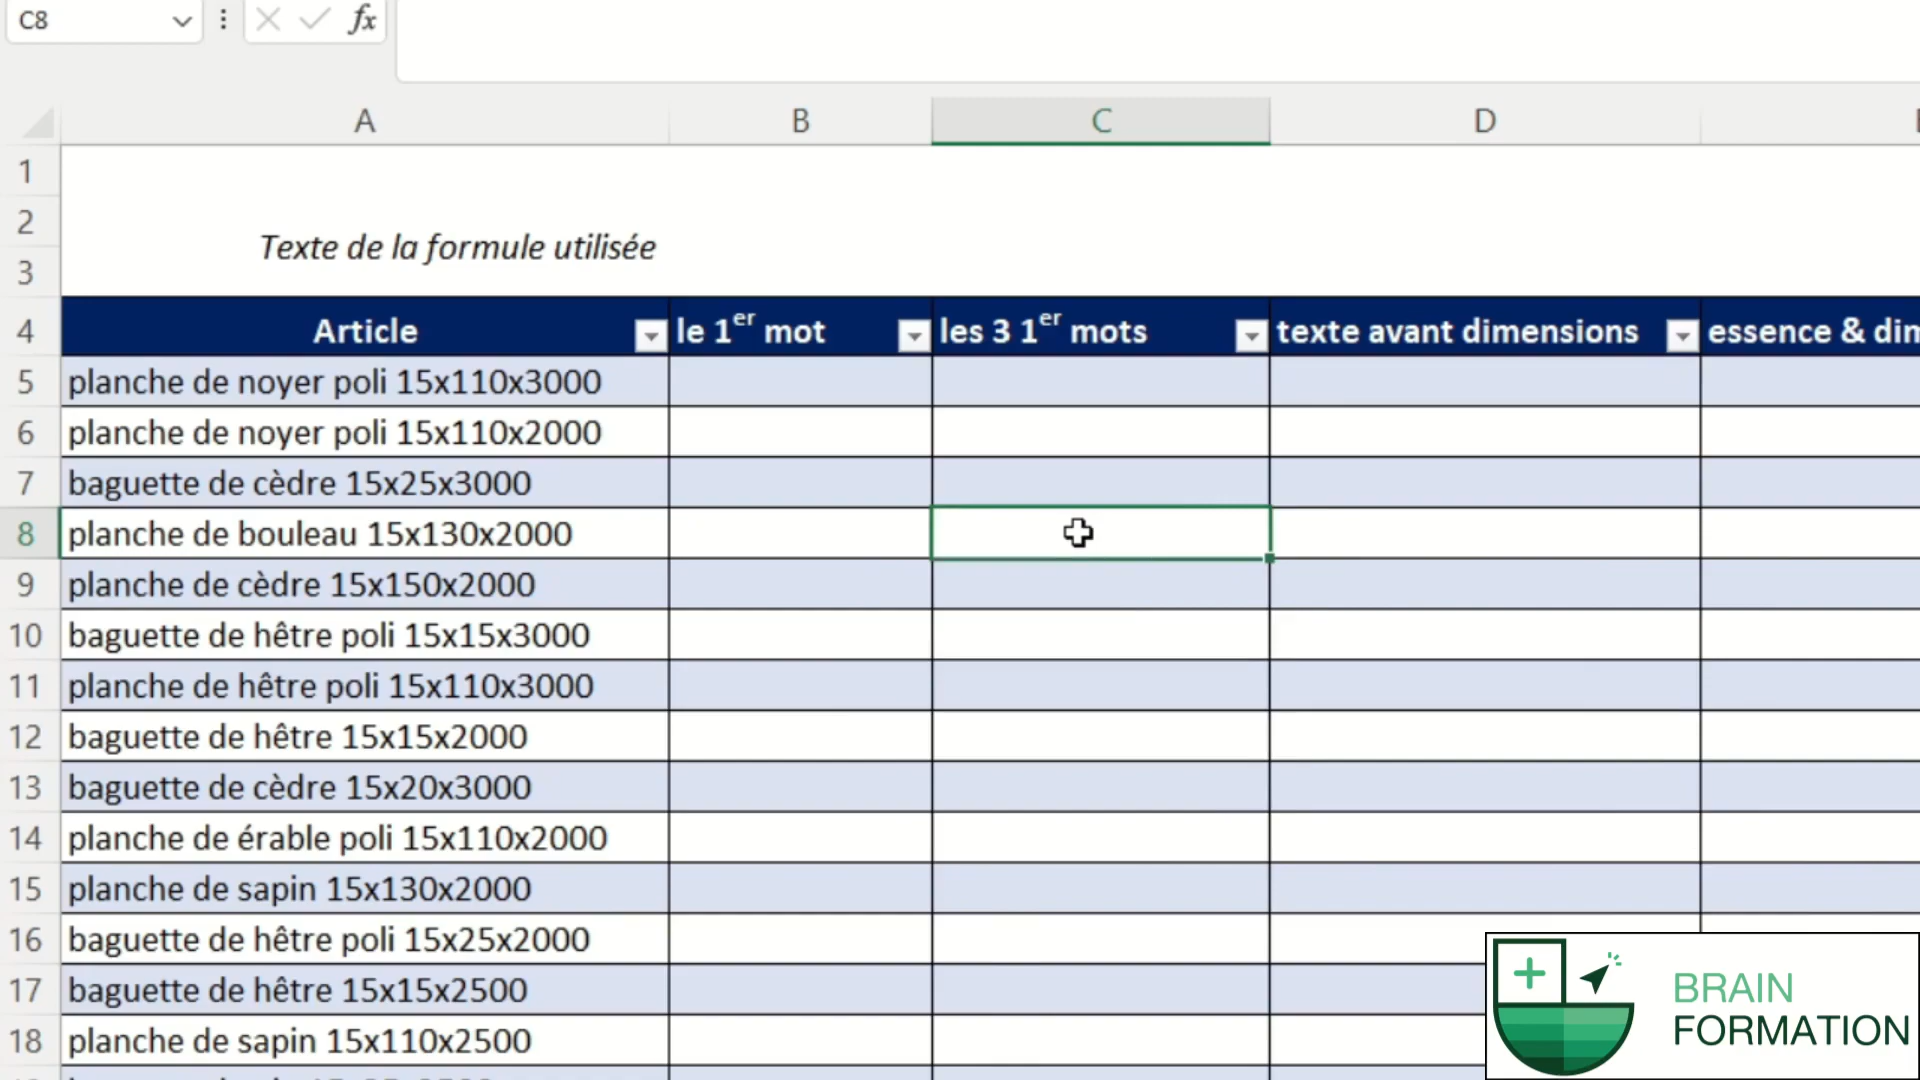 C8 fx
A B C D
1
2
Texte de la formule utilisée
3
4 Article le 1er mot les 3 1er mots texte avant dimensions essence & dim
5 planche de noyer poli 15x110x3000
6 planche de noyer poli 15x110x2000
7 baguette de cèdre 15x25x3000
8 planche de bouleau 15x130x2000
9 planche de cèdre 15x150x2000
10 baguette de hêtre poli 15x15x3000
11 planche de hêtre poli 15x110x3000
12 baguette de hêtre 15x15x2000
13 baguette de cèdre 15x20x3000
14 planche de érable poli 15x110x2000
15 planche de sapin 15x130x2000
16 baguette de hêtre poli 15x25x2000
17 baguette de hêtre 15x15x2500
18 planche de sapin 15x110x2500
BRAIN
FORMATION